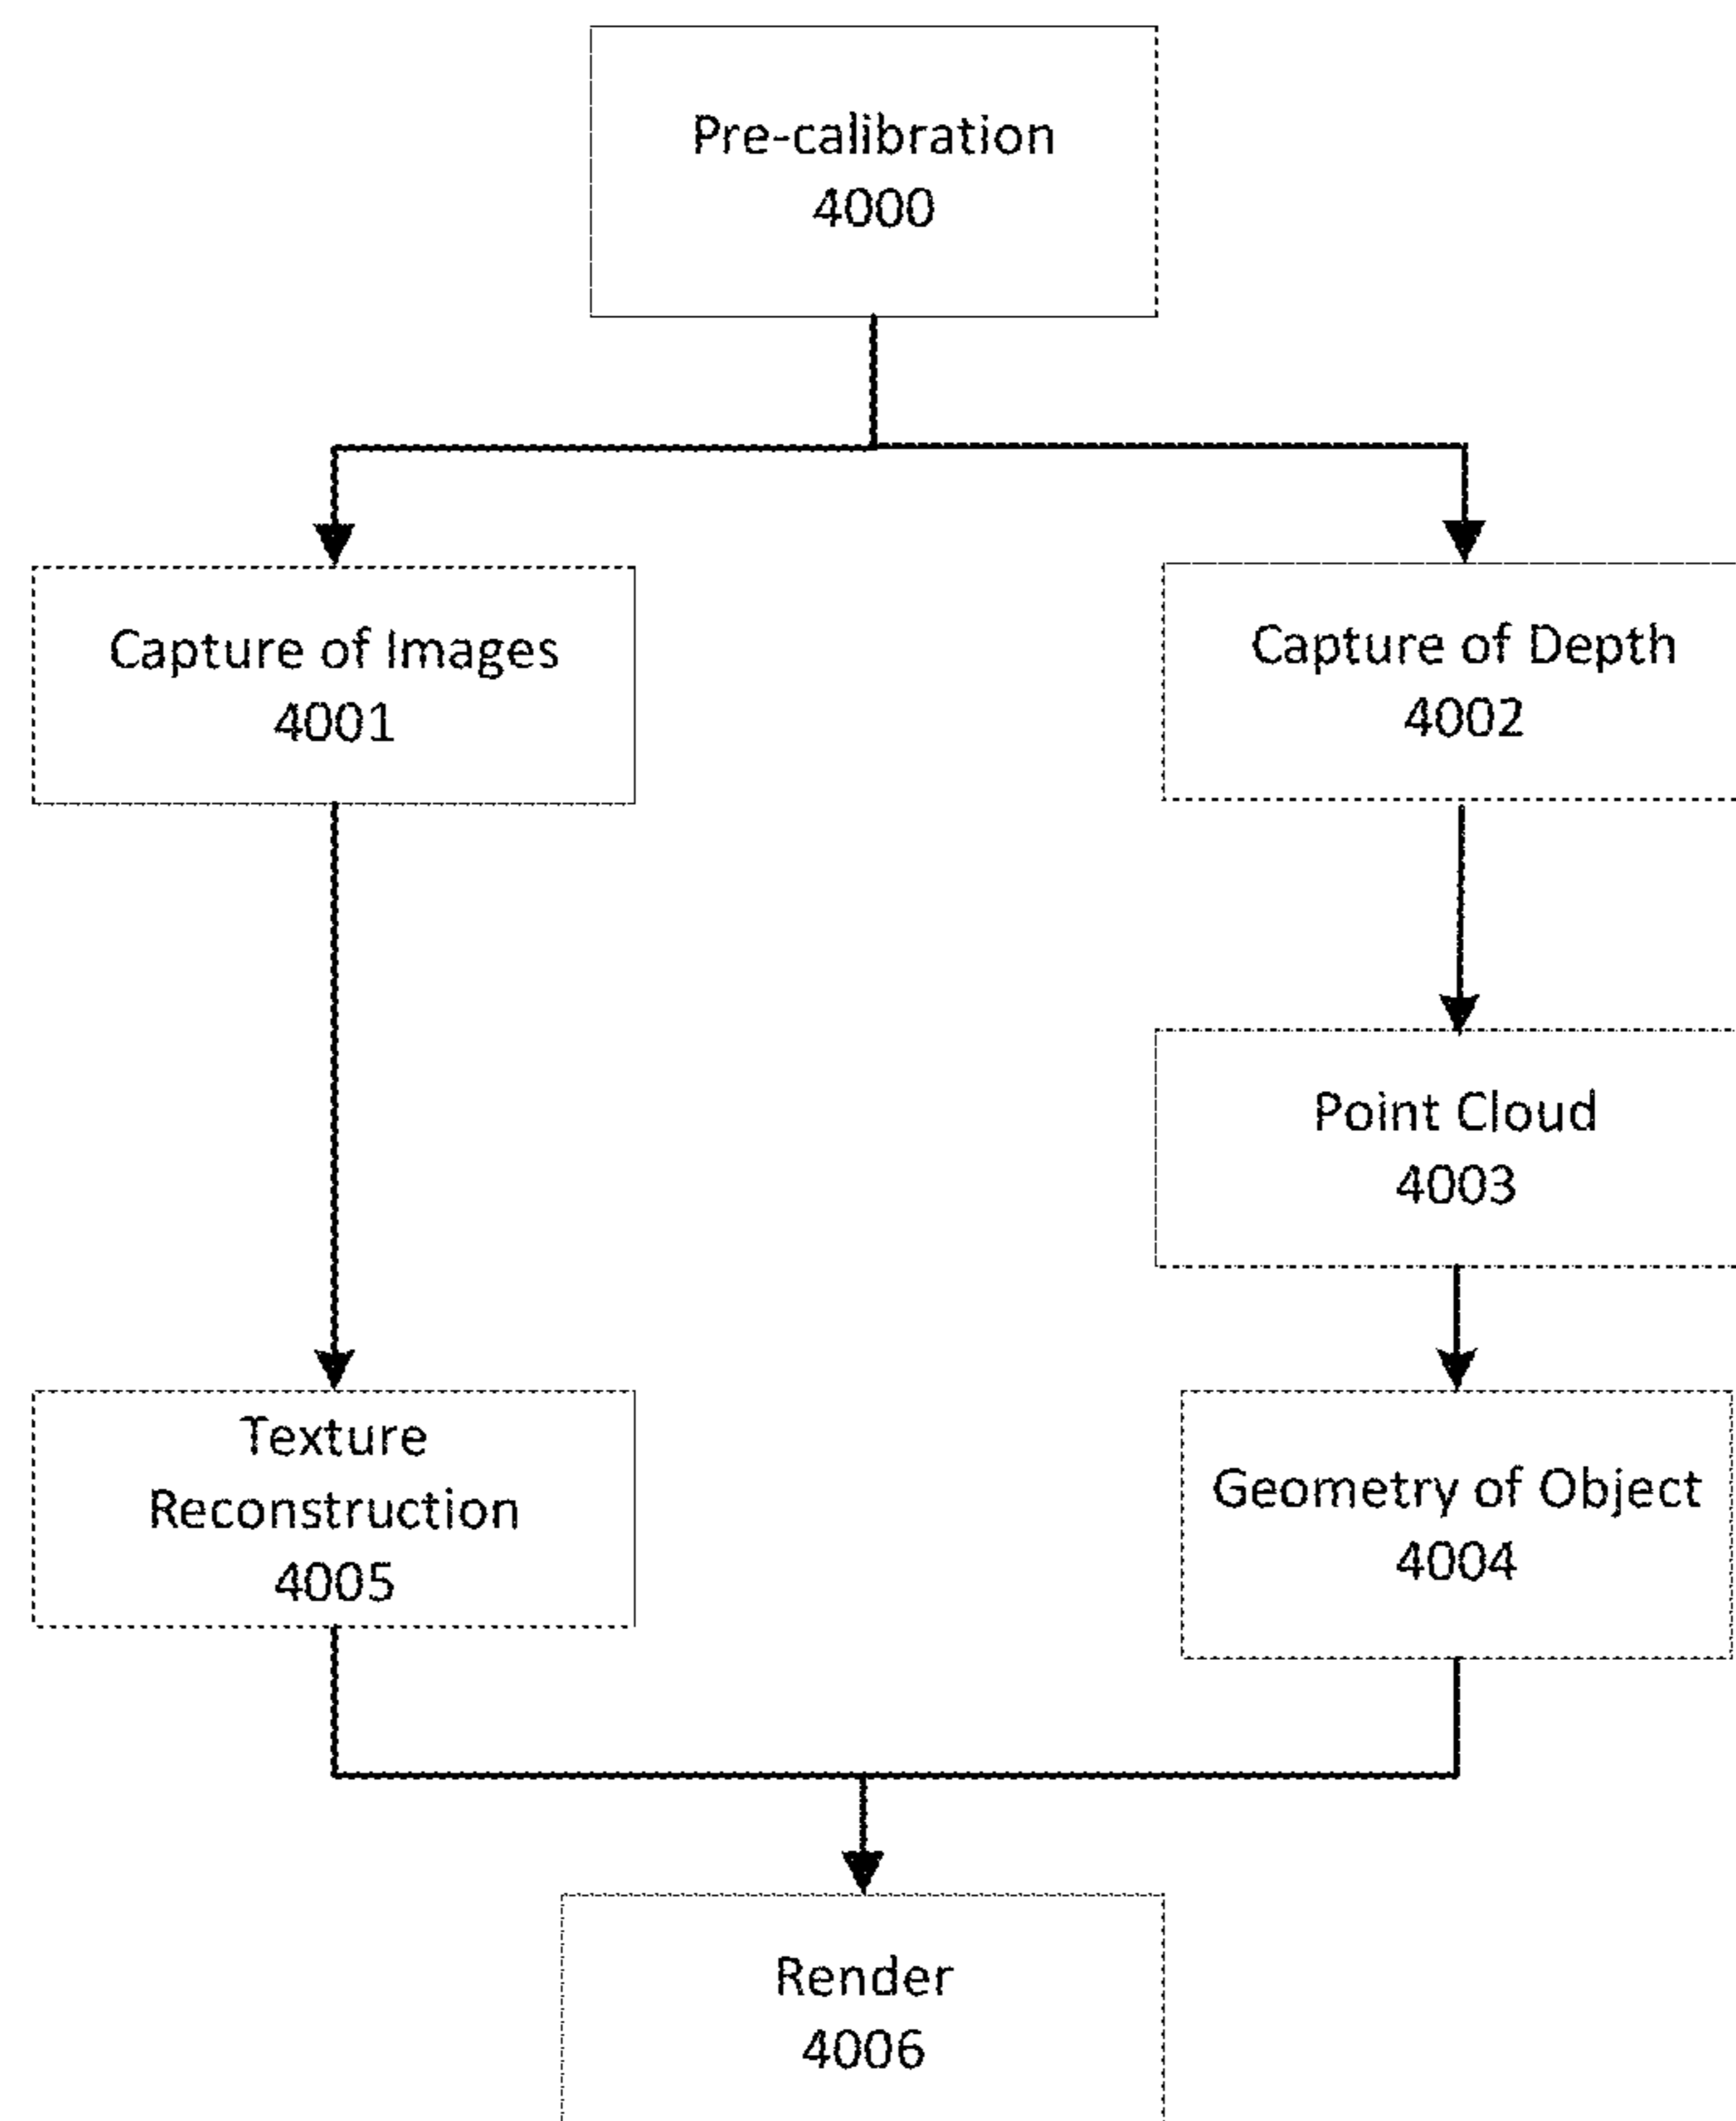 Pre-calibration
4000
Capture of Images
4001
Capture of Depth
4002
Point Cloud
4003
Texture
Reconstruction
4005
Geometry of Object
4004
Render
4006